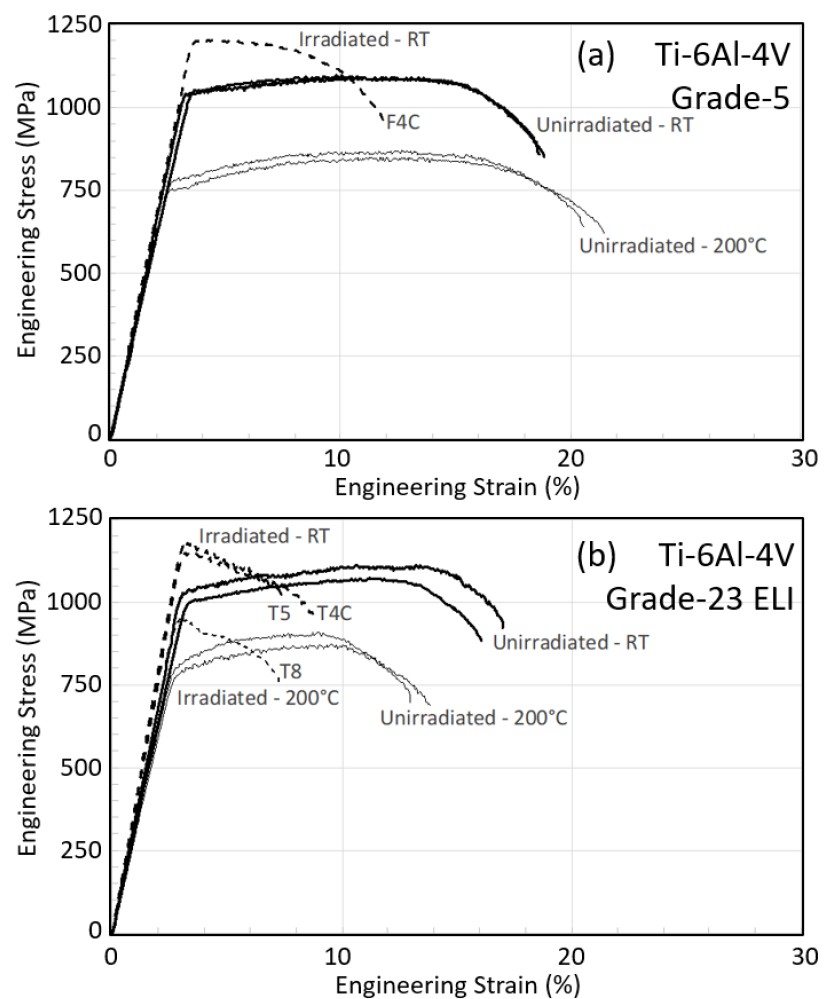 1250
1000
750
500
250
0
Engineering Stress (MPa)
Irradiated - RT
(a) Ti-6Al-4V
Grade-5
F4C
Unirradiated - RT
Unirradiated - 200°C
0 10 20 30
Engineering Strain (%)
1250
1000
750
500
250
0
Engineering Stress (MPa)
Irradiated - RT
(b) Ti-6Al-4V
Grade-23 ELI
T5 T4C
Unirradiated - RT
T8
Irradiated - 200°C
Unirradiated - 200°C
0 10 20 30
Engineering Strain (%)